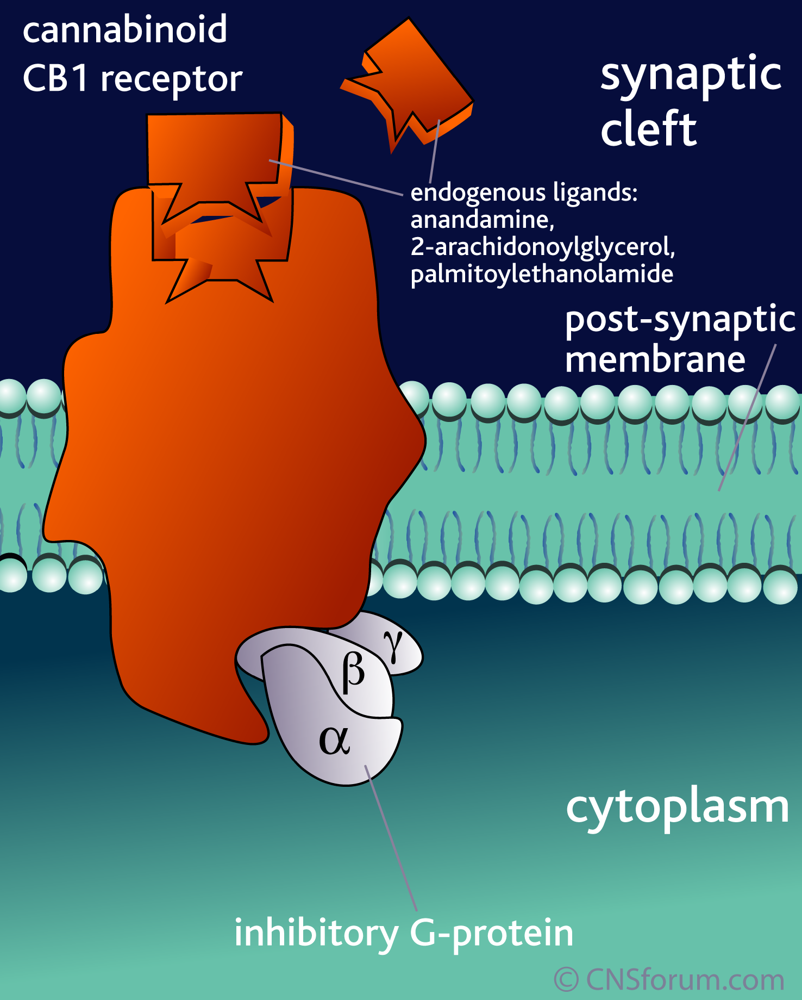 cannabinoid
CB1 receptor
synaptic
cleft
endogenous ligands:
anandamine,
2-arachidonoylglycerol,
palmitoylethanolamide
post-synaptic
membrane
γ
β
α
cytoplasm
inhibitory G-protein
© CNSforum.com